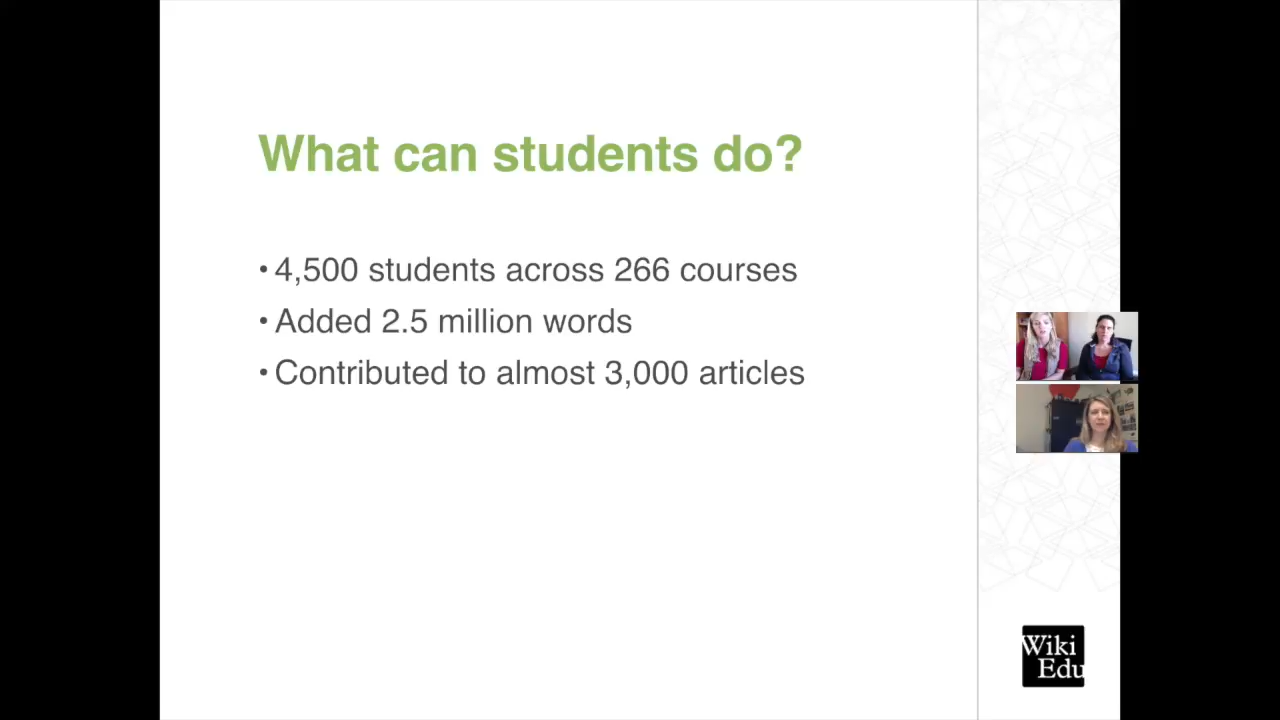 What can students do?
• 4,500 students across 266 courses
• Added 2.5 million words
• Contributed to almost 3,000 articles
Wiki
Edu